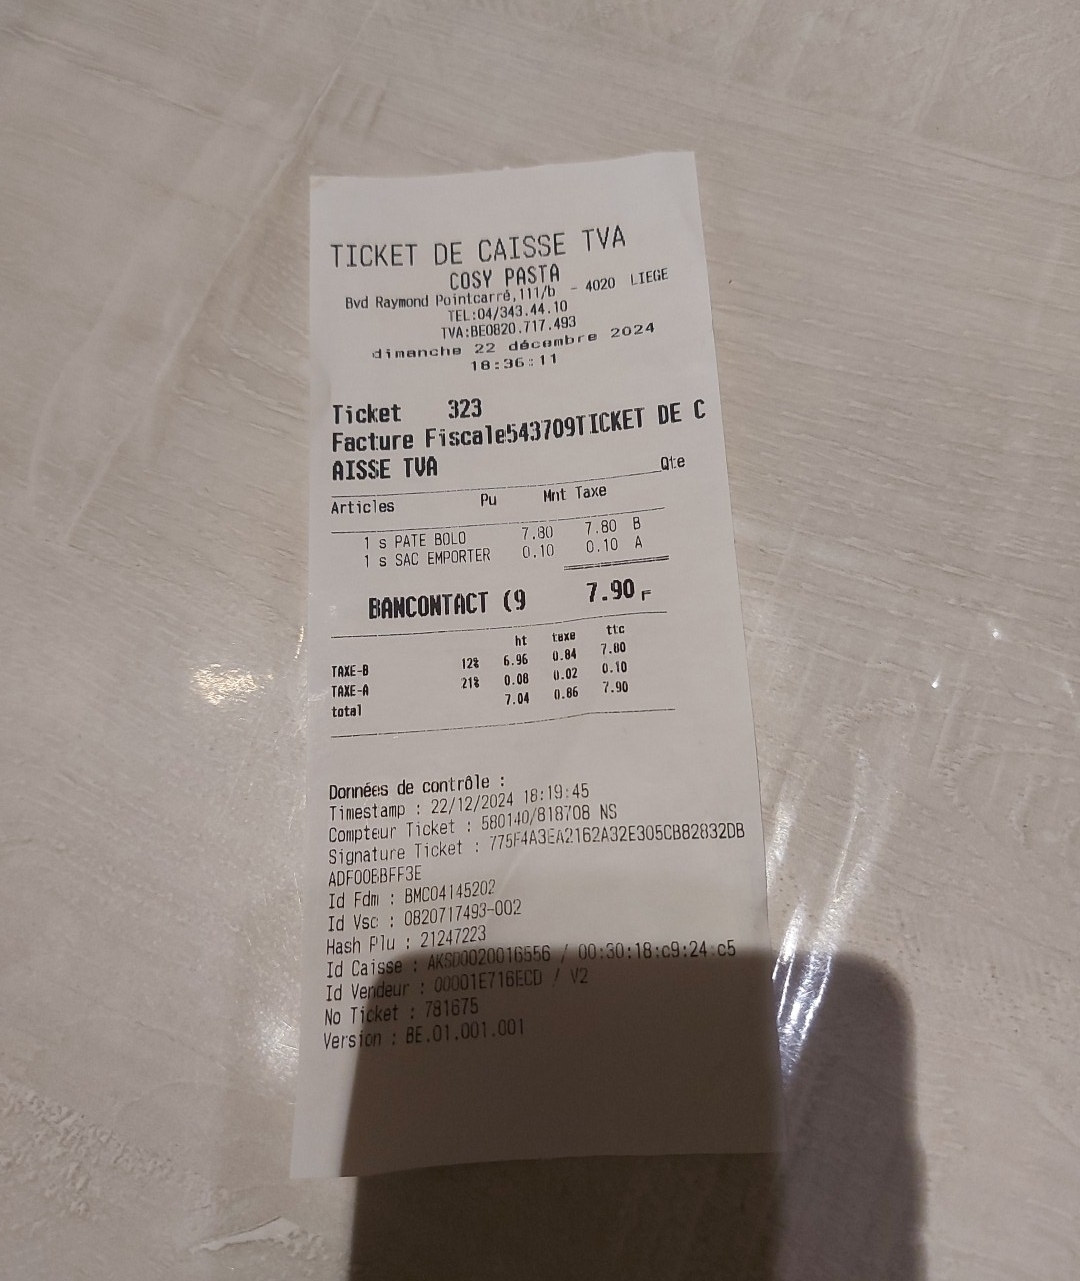 TICKET DE CAISSE TVA
COSY PASTA
Bvd Raymond Pointcarré,111/b - 4020 LIEGE
TEL:04/343.44.10
TVA:BE0820.717.493
dimanche 22 décembre 2024
18:36:11
Ticket 323
Facture Fiscale543709TICKET DE C
AISSE TVA
Qte
Articles Pu Mnt Taxe
1 s PATE BOLO 7.80 7.80 B
1 s SAC EMPORTER 0.10 0.10 A
BANCONTACT (9 7.90 F
ht taxe ttc
TAXE-B 12% 6.96 0.84 7.80
TAXE-A 21% 0.08 0.02 0.10
total 7.04 0.86 7.90
Données de contrôle :
Timestamp : 22/12/2024 18:19:45
Compteur Ticket : 580140/818708 NS
Signature Ticket : 775F4A3EA2162A32E305CB82832DB
ADF00BBFF3E
Id Fdm : BMC04145202
Id Vsc : 0820717493-002
Hash Plu : 21247223
Id Caisse : AKSD0020016556 / 00:30:18:c9:24:c5
Id Vendeur : 00001E716ECD / V2
No Ticket : 781675
Version : BE.01.001.001